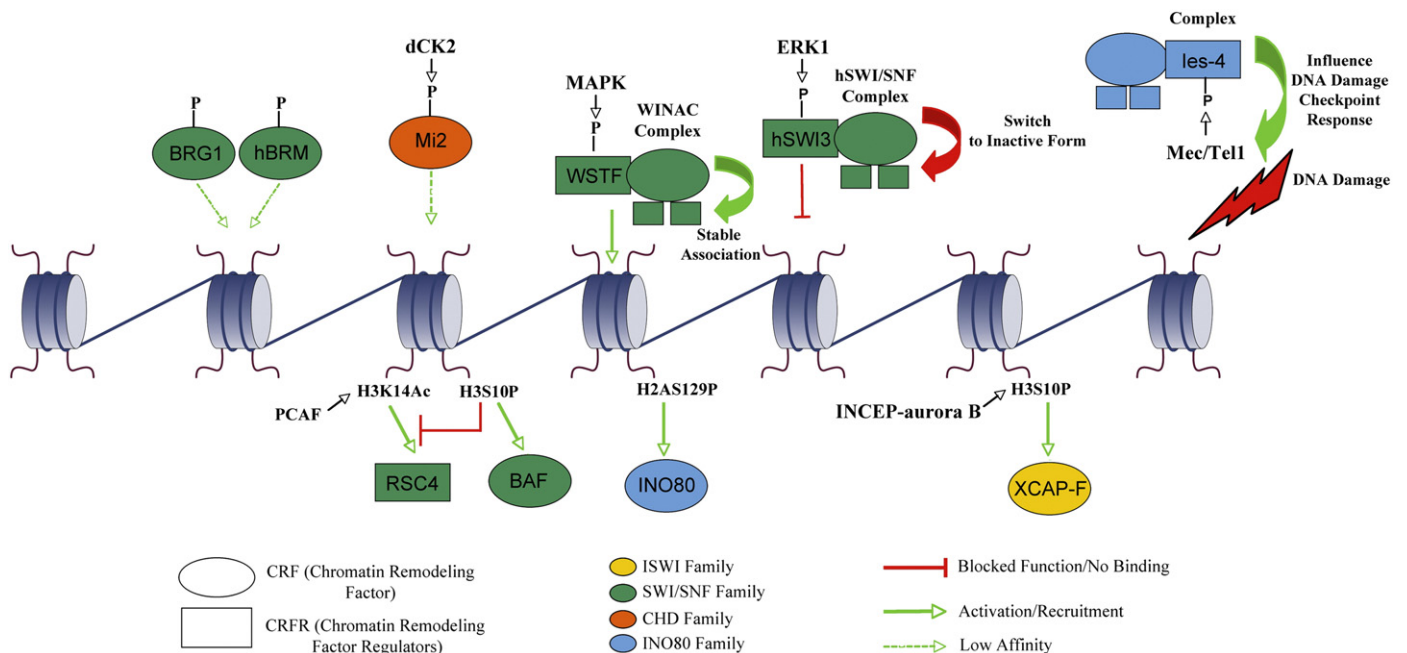 dCK2
P
Mi2
P
BRG1
P
hBRM
MAPK
P
WSTF
WINAC
Complex
Stable
Association
ERK1
P
hSWI3
hSWI/SNF
Complex
Switch
to Inactive Form
Complex
Ies-4
P
Mec/Tel1
Influence
DNA Damage
Checkpoint
Response
DNA Damage
PCAF
H3K14Ac
H3S10P
RSC4
BAF
H2AS129P
INO80
INCEP-aurora B
H3S10P
XCAP-F
CRF (Chromatin Remodeling
Factor)
CRFR (Chromatin Remodeling
Factor Regulators)
ISWI Family
SWI/SNF Family
CHD Family
INO80 Family
Blocked Function/No Binding
Activation/Recruitment
Low Affinity